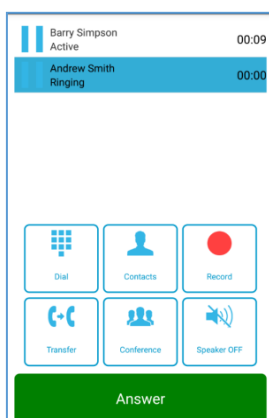 Barry Simpson
Active
00:09
Andrew Smith
Ringing
00:00
Dial
Contacts
Record
Transfer
Conference
Speaker OFF
Answer